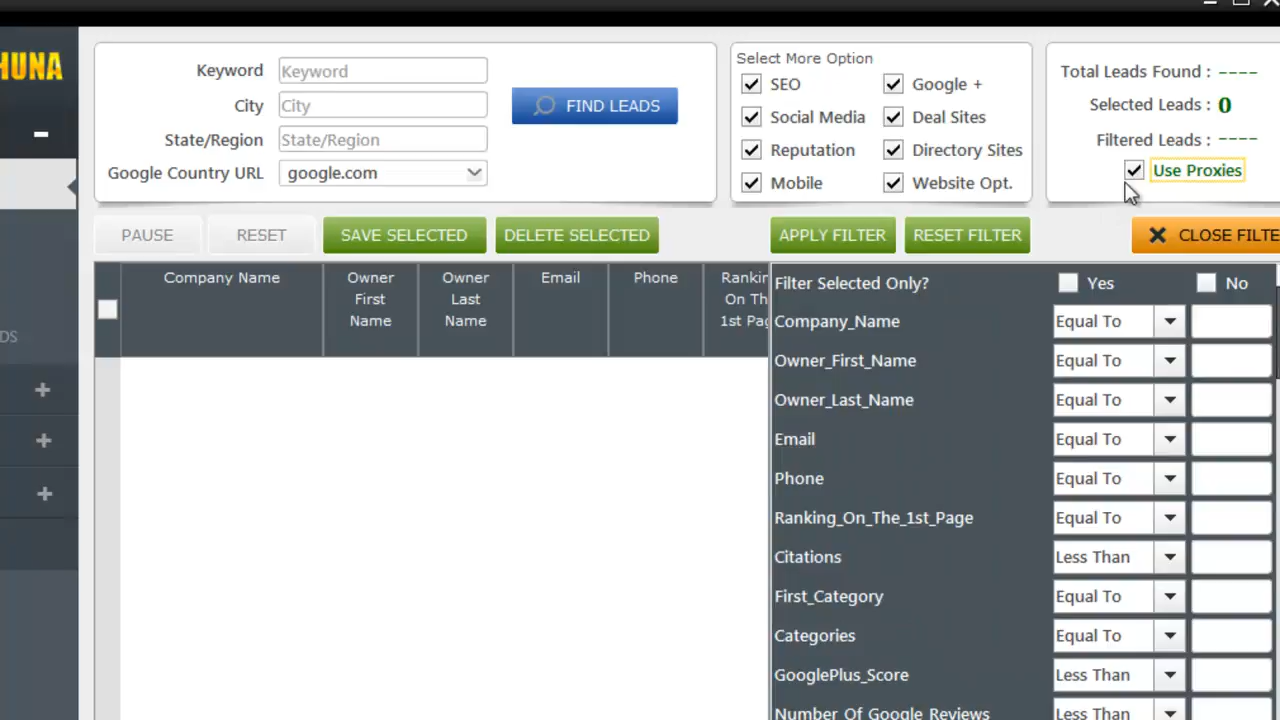 HUNA
DS
Keyword Keyword
City City
State/Region State/Region
Google Country URL google.com
FIND LEADS
Select More Option
SEO Google +
Social Media Deal Sites
Reputation Directory Sites
Mobile Website Opt.
Total Leads Found : ----
Selected Leads : 0
Filtered Leads : ----
Use Proxies
PAUSE RESET SAVE SELECTED DELETE SELECTED APPLY FILTER RESET FILTER CLOSE FILTE
Company Name
Owner
First
Name
Owner
Last
Name
Email
Phone
Rankin
On Th
1st Pag
Filter Selected Only? Yes No
Company_Name Equal To
Owner_First_Name Equal To
Owner_Last_Name Equal To
Email Equal To
Phone Equal To
Ranking_On_The_1st_Page Equal To
Citations Less Than
First_Category Equal To
Categories Equal To
GooglePlus_Score Less Than
Number_Of_Google_Reviews Less Than